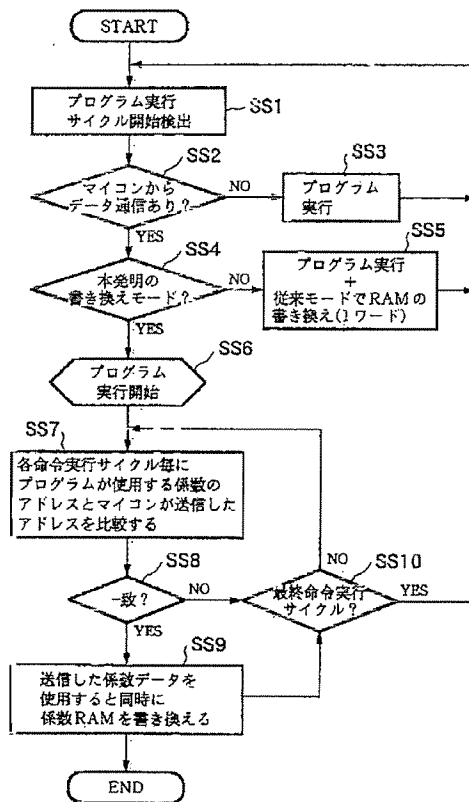 START
プログラム実行
サイクル開始検出
SS1
SS2
マイコンから
データ通信あり？
NO
YES
SS3
プログラム
実行
SS4
本発明の
書き換えモード？
NO
YES
SS5
プログラム実行
+
従来モードでRAMの
書き換え(1ワード)
SS6
プログラム
実行開始
SS7
各命令実行サイクル毎に
プログラムが使用する係数の
アドレスとマイコンが送信した
アドレスを比較する
SS8
一致？
NO
YES
SS10
最終命令実行
サイクル？
NO
YES
SS9
送信した係数データを
使用すると同時に
係数RAMを書き換える
END